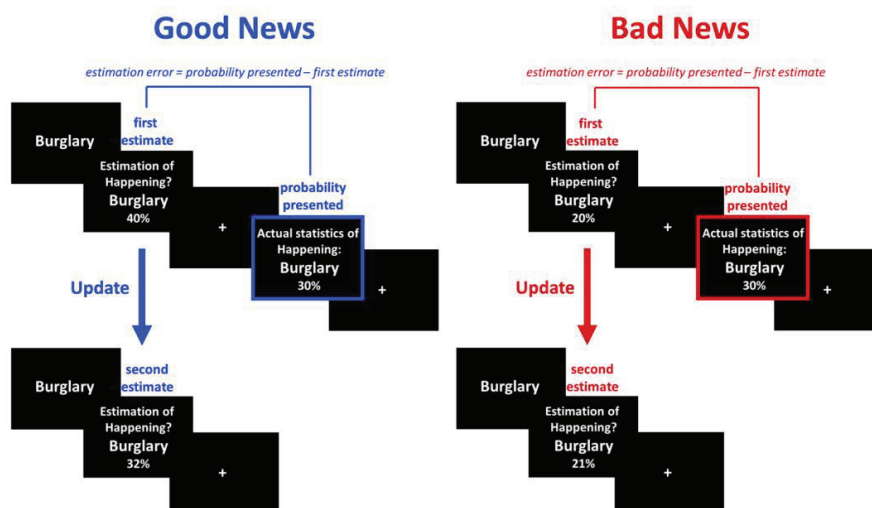 Good News
estimation error = probability presented – first estimate
Burglary
first
estimate
Estimation of
Happening?
Burglary
40%
+
probability
presented
Actual statistics of
Happening:
Burglary
30%
+
Update
Burglary
second
estimate
Estimation of
Happening?
Burglary
32%
+
Bad News
estimation error = probability presented – first estimate
Burglary
first
estimate
Estimation of
Happening?
Burglary
20%
+
probability
presented
Actual statistics of
Happening:
Burglary
30%
+
Update
Burglary
second
estimate
Estimation of
Happening?
Burglary
21%
+